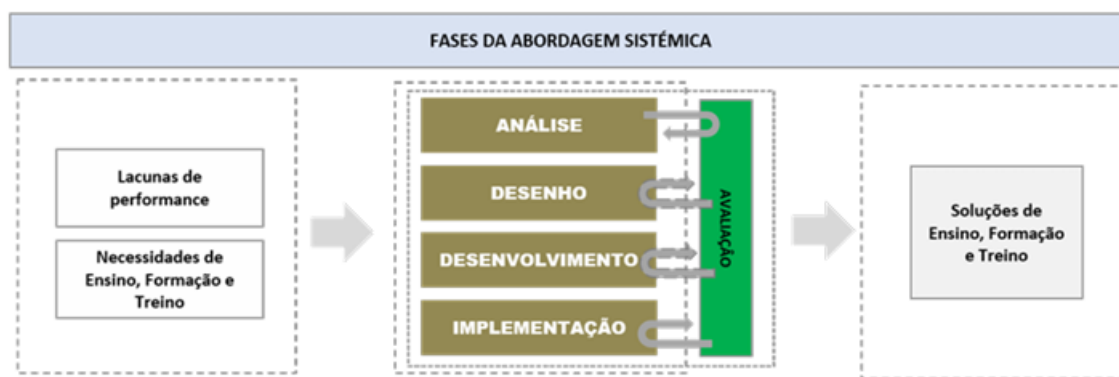 FASES DA ABORDAGEM SISTÉMICA
Lacunas de
performance
Necessidades de
Ensino, Formação e
Treino
ANÁLISE
DESENHO
DESENVOLVIMENTO
IMPLEMENTAÇÃO
AVALIAÇÃO
Soluções de
Ensino, Formação
e Treino